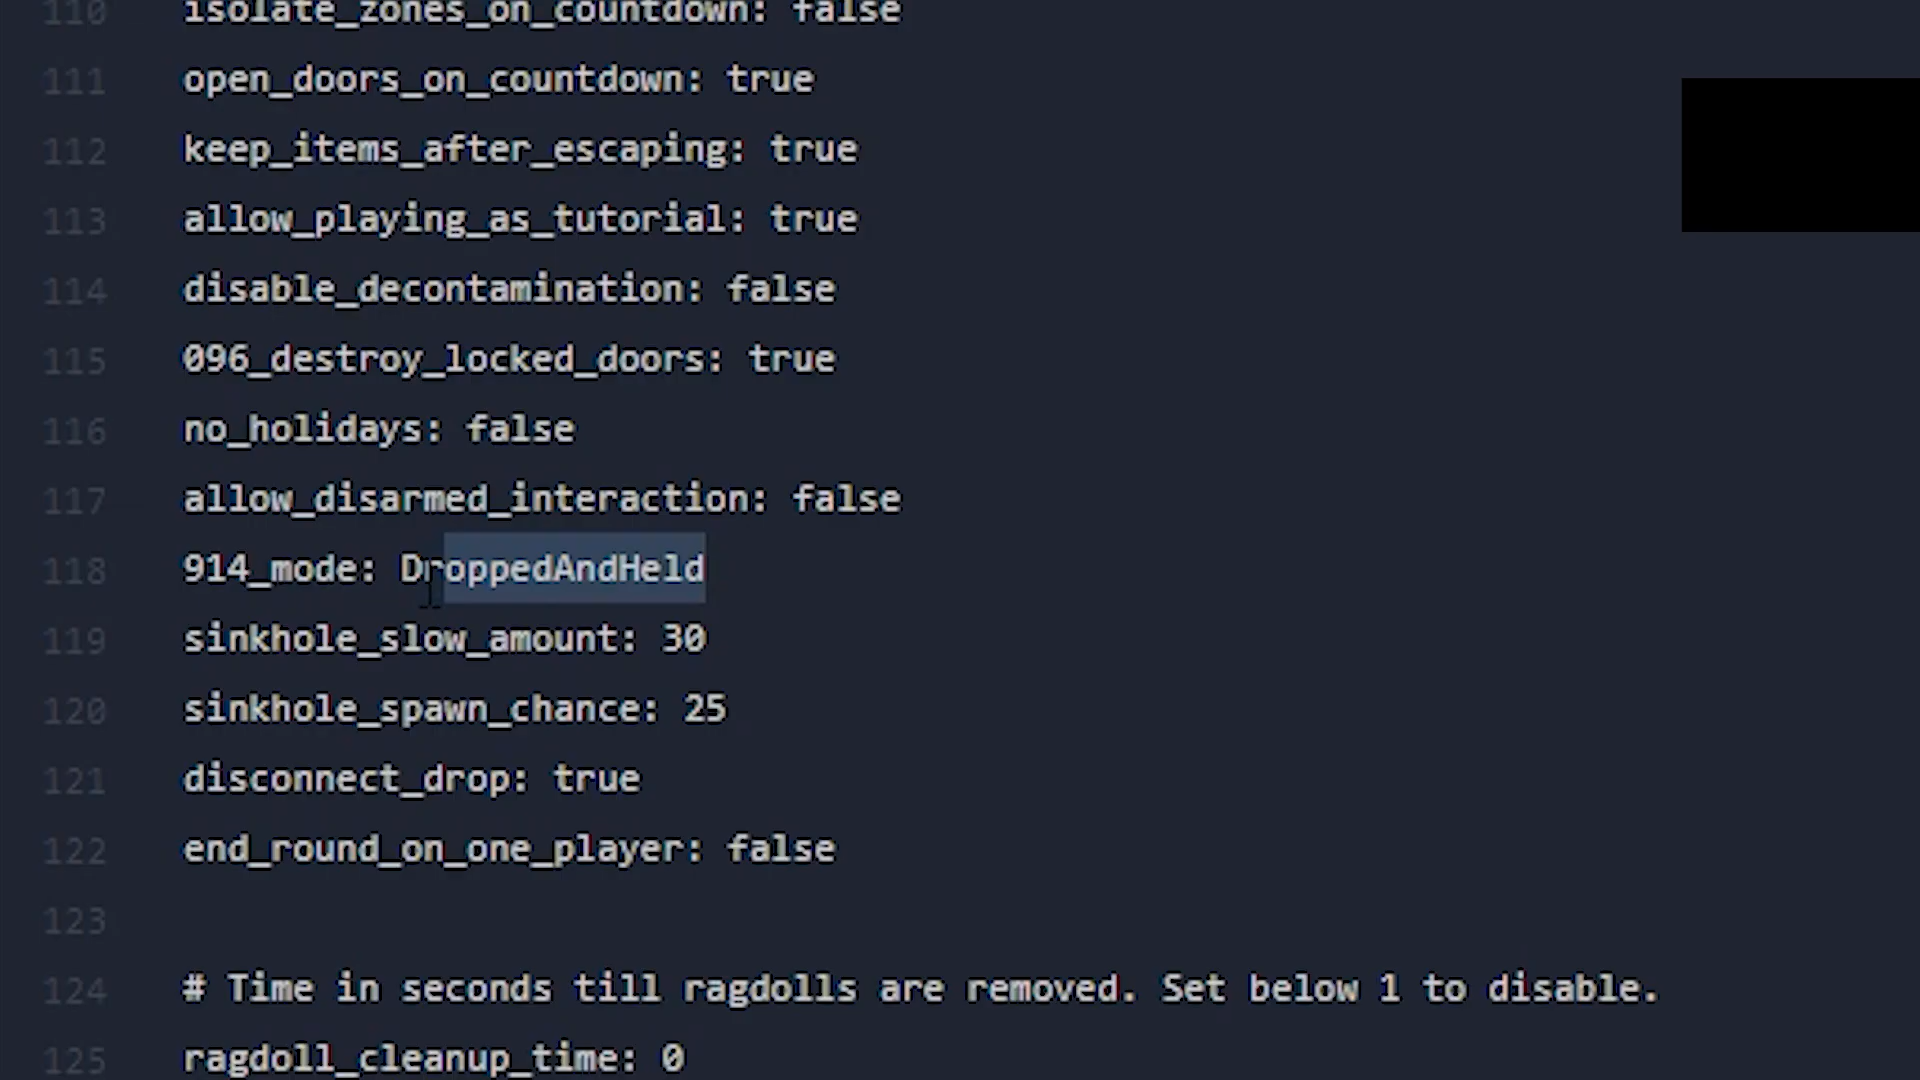 110 isolate_zones_on_countdown: false
111 open_doors_on_countdown: true
112 keep_items_after_escaping: true
113 allow_playing_as_tutorial: true
114 disable_decontamination: false
115 096_destroy_locked_doors: true
116 no_holidays: false
117 allow_disarmed_interaction: false
118 914_mode: DroppedAndHeld
119 sinkhole_slow_amount: 30
120 sinkhole_spawn_chance: 25
121 disconnect_drop: true
122 end_round_on_one_player: false
123
124 # Time in seconds till ragdolls are removed. Set below 1 to disable.
125 ragdoll_cleanup_time: 0